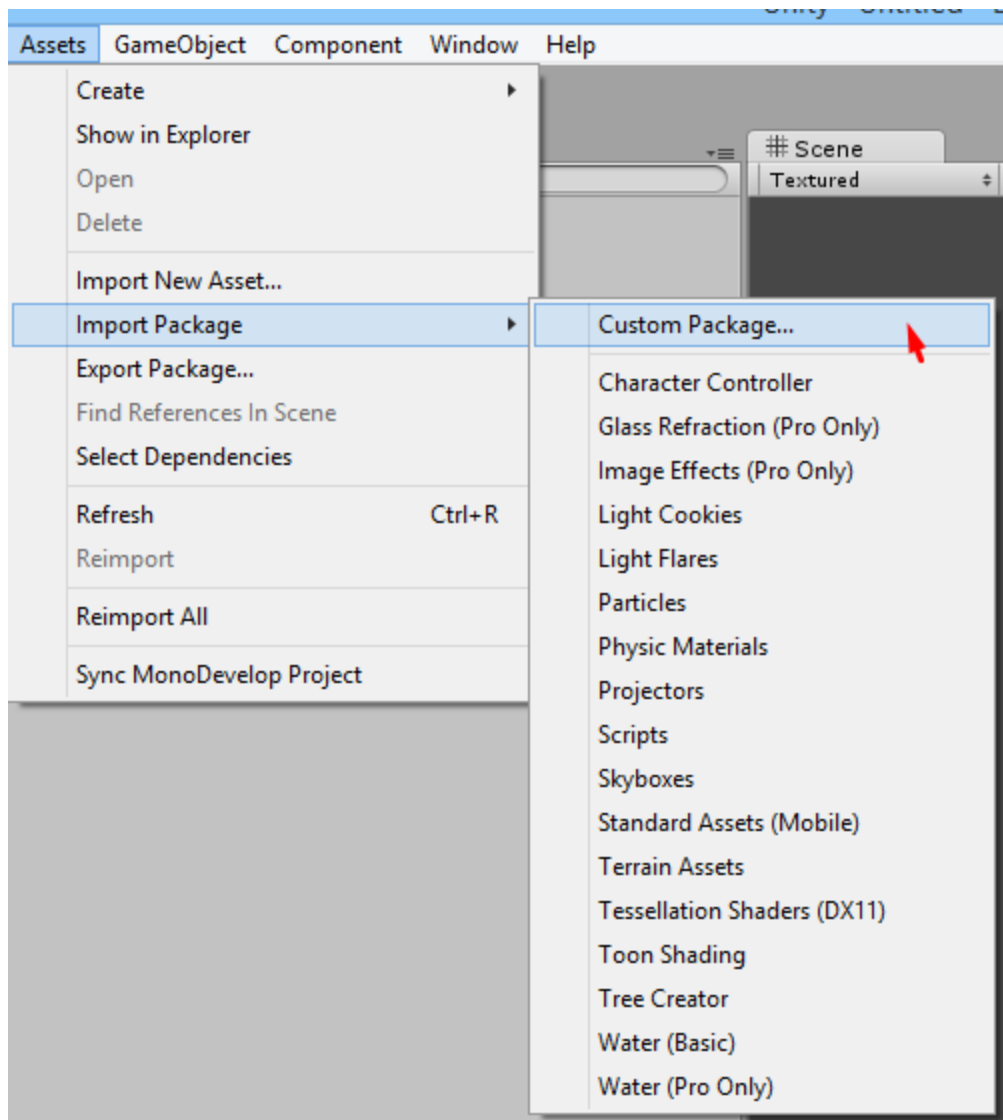 Assets GameObject Component Window Help
Create
Show in Explorer
Open
Delete
Import New Asset...
Import Package
Export Package...
Find References In Scene
Select Dependencies
Refresh Ctrl+R
Reimport
Reimport All
Sync MonoDevelop Project
Scene
Textured
Custom Package...
Character Controller
Glass Refraction (Pro Only)
Image Effects (Pro Only)
Light Cookies
Light Flares
Particles
Physic Materials
Projectors
Scripts
Skyboxes
Standard Assets (Mobile)
Terrain Assets
Tessellation Shaders (DX11)
Toon Shading
Tree Creator
Water (Basic)
Water (Pro Only)